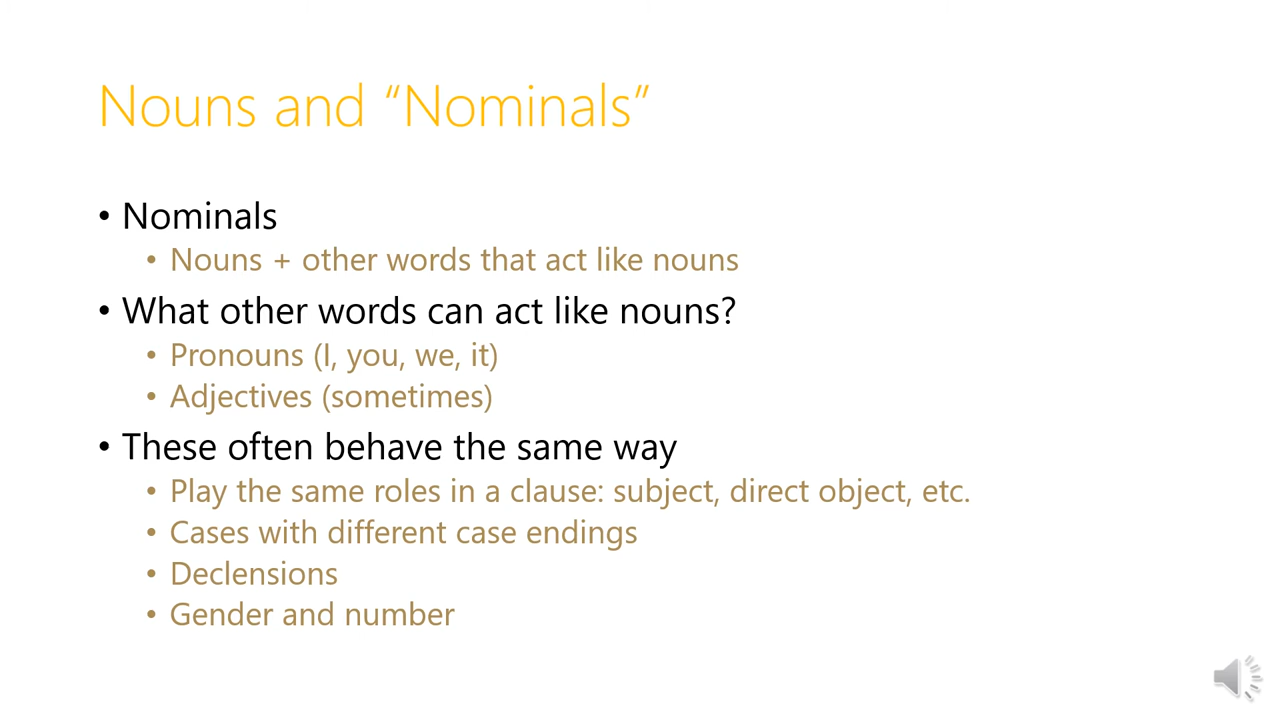 Nouns and “Nominals”
• Nominals
• Nouns + other words that act like nouns
• What other words can act like nouns?
• Pronouns (I, you, we, it)
• Adjectives (sometimes)
• These often behave the same way
• Play the same roles in a clause: subject, direct object, etc.
• Cases with different case endings
• Declensions
• Gender and number